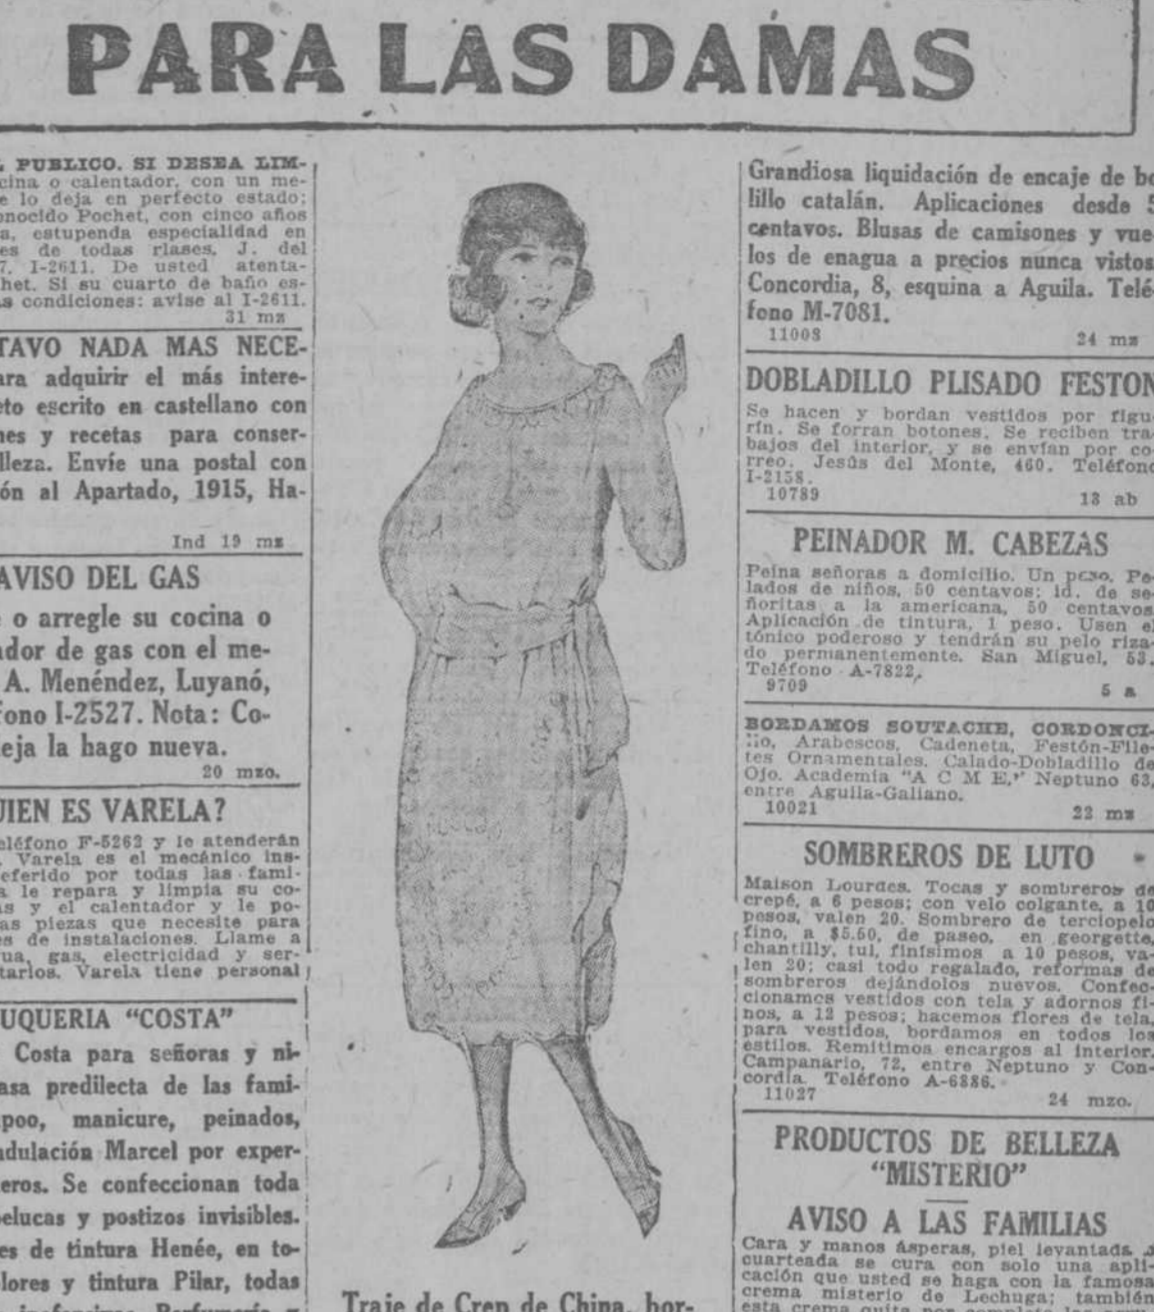 PARA LAS DAMAS
PUBLICO. SI DESEA LIM-
cina o calentador, con un me-
e lo deja en perfecto estado;
onocido Pochet, con cinco años
a, estupenda especialidad en
es de todas rlases. J. del
7. I-2611. De usted atenta-
het. Si su cuarto de baño es-
s condiciones: avise al I-2611.
31 mz
TAVO NADA MAS NECE-
ara adquirir el más intere-
eto escrito en castellano con
nes y recetas para conser-
lleza. Envíe una postal con
ón al Apartado, 1915, Ha-
Ind 19 mz
AVISO DEL GAS
e o arregle su cocina o
ador de gas con el me-
A. Menéndez, Luyanó,
fono I-2527. Nota: Co-
eja la hago nueva.
20 mzo.
UIEN ES VARELA?
eléfono F-5262 y le atenderán
. Varela es el mecánico ins-
eferido por todas las fami-
a le repara y limpia su co-
as y el calentador y le po-
as piezas que necesite para
es de instalaciones. Llame a
ua, gas, electricidad y ser-
tarios. Varela tiene personal
UQUERIA "COSTA"
Costa para señoras y ni-
asa predilecta de las fami-
poo, manicure, peinados,
ndulación Marcel por exper-
eros. Se confeccionan toda
elucas y postizos invisibles.
es de tintura Henée, en to-
lores y tintura Pilar, todas
Traje de Crep de China, bor-
Grandiosa liquidación de encaje de bo
lillo catalán. Aplicaciones desde 5
centavos. Blusas de camisones y vue-
los de enagua a precios nunca vistos
Concordia, 8, esquina a Aguila. Telé-
fono M-7081.
11008 24 mz
DOBLADILLO PLISADO FESTON
Se hacen y bordan vestidos por figu-
rín. Se forran botones. Se reciben tra-
bajos del interior, y se envían por co-
rreo. Jesús del Monte, 460. Teléfono
I-2158.
10789 13 ab
PEINADOR M. CABEZAS
Peina señoras a domicilio. Un peso. Pe-
lados de niños, 50 centavos; id. de se-
ñoritas a la americana, 50 centavos
Aplicación de tintura, 1 peso. Usen el
tónico poderoso y tendrán su pelo riza-
do permanentemente. San Miguel, 53.
Teléfono A-7822.
9709 5 a
BORDAMOS SOUTACHE, CORDONCI-
llo, Arabescos, Cadeneta, Festón-File-
tes Ornamentales. Calado-Dobladillo de
Ojo. Academia "A C M E." Neptuno 63,
entre Aguila-Galiano.
10021 22 mz
SOMBREROS DE LUTO
Maison Lourdes. Tocas y sombreros de
crepé, a 6 pesos; con velo colgante, a 10
pesos, valen 20. Sombrero de terciopelo
fino, a $5.50, de paseo, en georgette,
chantilly, tul, finísimos a 10 pesos, va-
len 20; casi todo regalado, reformas de
sombreros dejándolos nuevos. Confec-
cionamos vestidos con tela y adornos fi-
nos, a 12 pesos; hacemos flores de tela,
para vestidos, bordamos en todos los
estilos. Remitimos encargos al interior.
Campanario, 72, entre Neptuno y Con-
cordia. Teléfono A-6886.
11027 24 mzo.
PRODUCTOS DE BELLEZA
"MISTERIO"
AVISO A LAS FAMILIAS
Cara y manos ásperas, piel levantada o
cuarteada se cura con solo una apli-
cación que usted se haga con la famosa
crema misterio de Lechuga; también